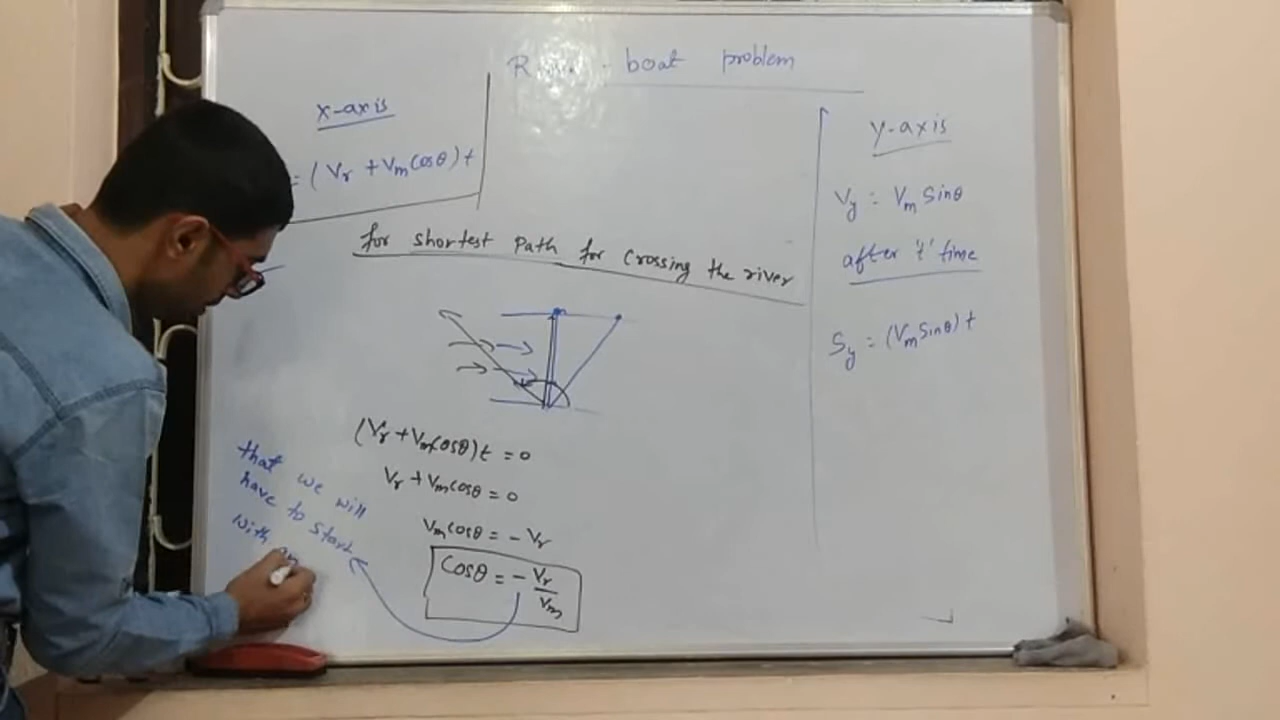 boat problem
x-axis
= (Vr + Vm Cosθ) t
for shortest path for crossing the river
(Vr + Vm Cosθ) t = 0
Vr + Vm cosθ = 0
Vm cosθ = - Vr
Cosθ = - Vr/Vm
that we will
have to start
with an
y-axis
Vy = Vm Sinθ
after 't' time
Sy = (Vm Sinθ) t